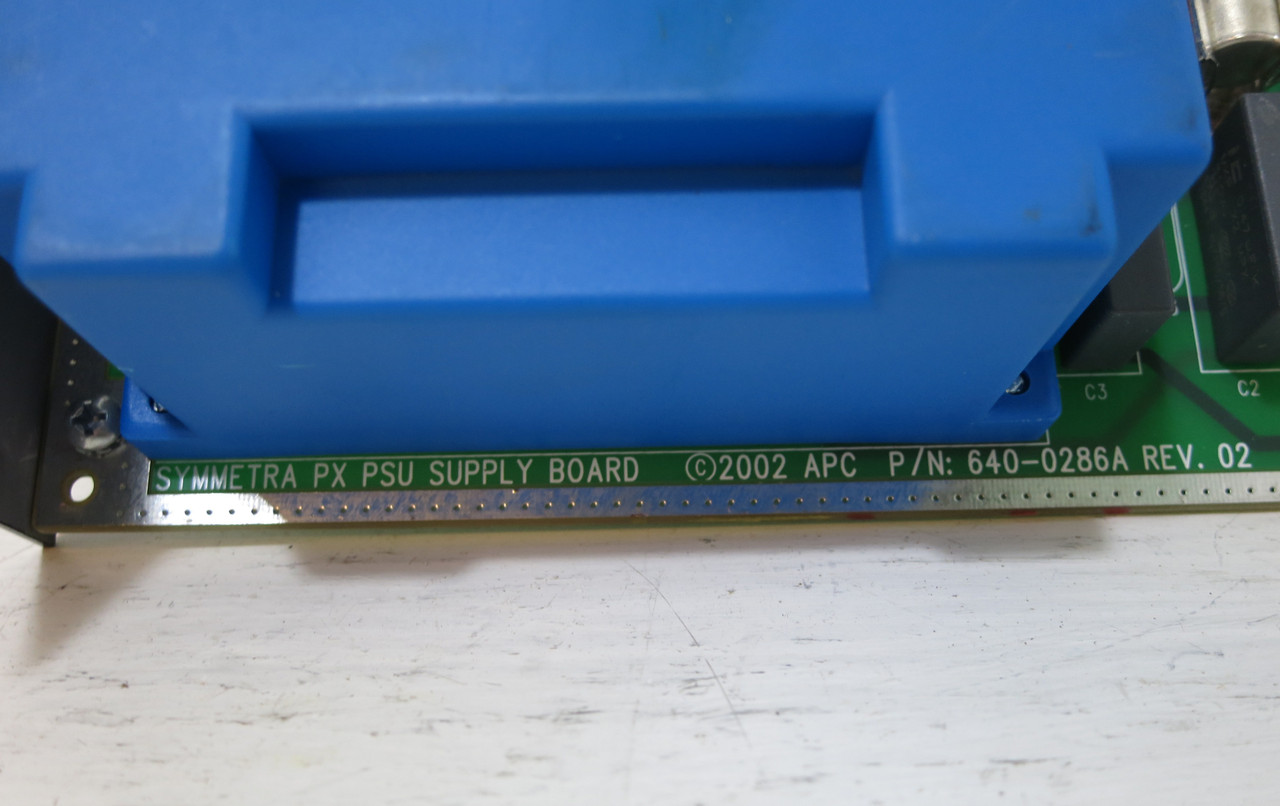 C3
C2
SYMMETRA PX PSU SUPPLY BOARD ©2002 APC P/N: 640-0286A REV. 02